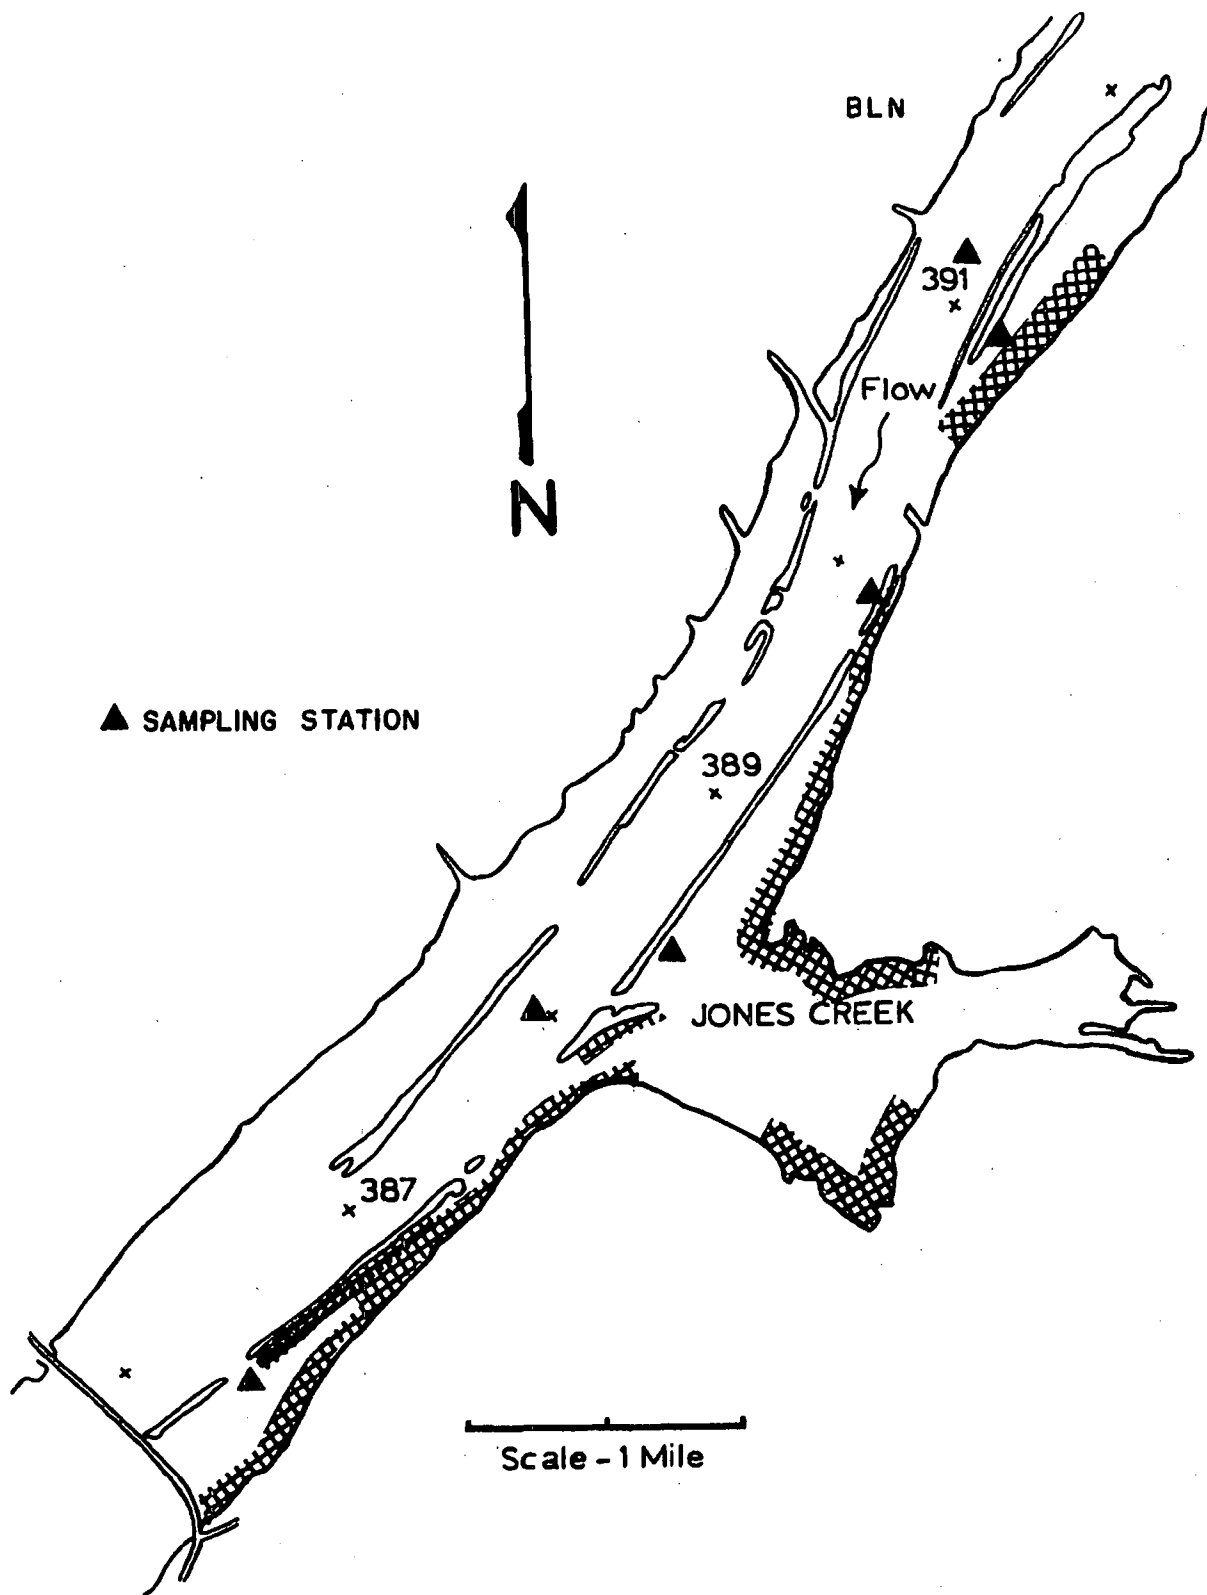 BLN
391
Flow
N
▲ SAMPLING STATION
389
JONES CREEK
387
Scale - 1 Mile